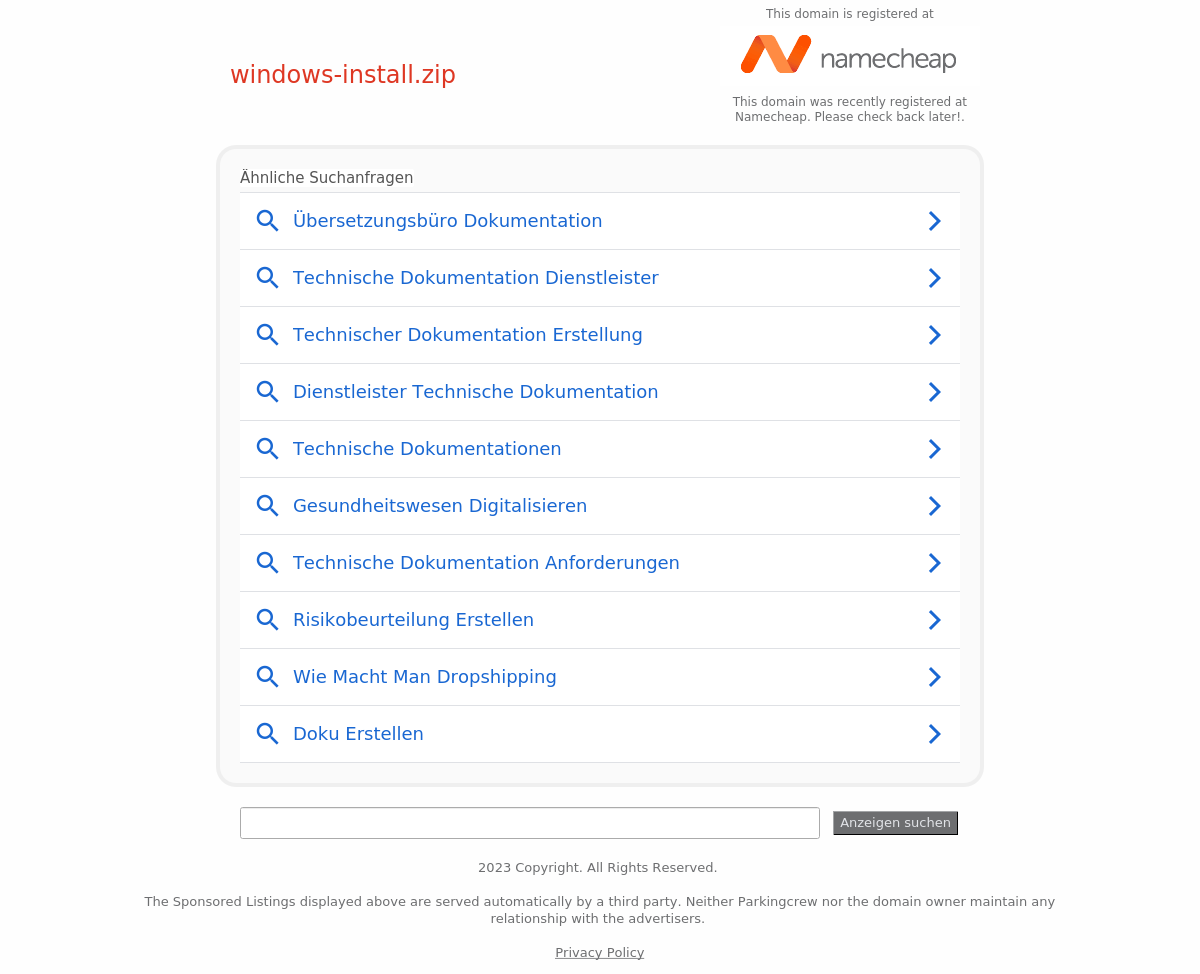 This domain is registered at
namecheap
windows-install.zip
This domain was recently registered at
Namecheap. Please check back later!.
Ähnliche Suchanfragen
Übersetzungsbüro Dokumentation
Technische Dokumentation Dienstleister
Technischer Dokumentation Erstellung
Dienstleister Technische Dokumentation
Technische Dokumentationen
Gesundheitswesen Digitalisieren
Technische Dokumentation Anforderungen
Risikobeurteilung Erstellen
Wie Macht Man Dropshipping
Doku Erstellen
Anzeigen suchen
2023 Copyright. All Rights Reserved.
The Sponsored Listings displayed above are served automatically by a third party. Neither Parkingcrew nor the domain owner maintain any
relationship with the advertisers.
Privacy Policy